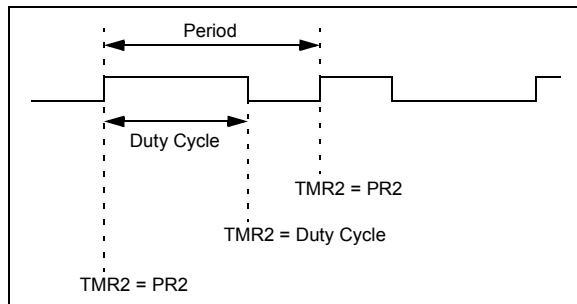 Period
Duty Cycle
TMR2 = PR2
TMR2 = Duty Cycle
TMR2 = PR2